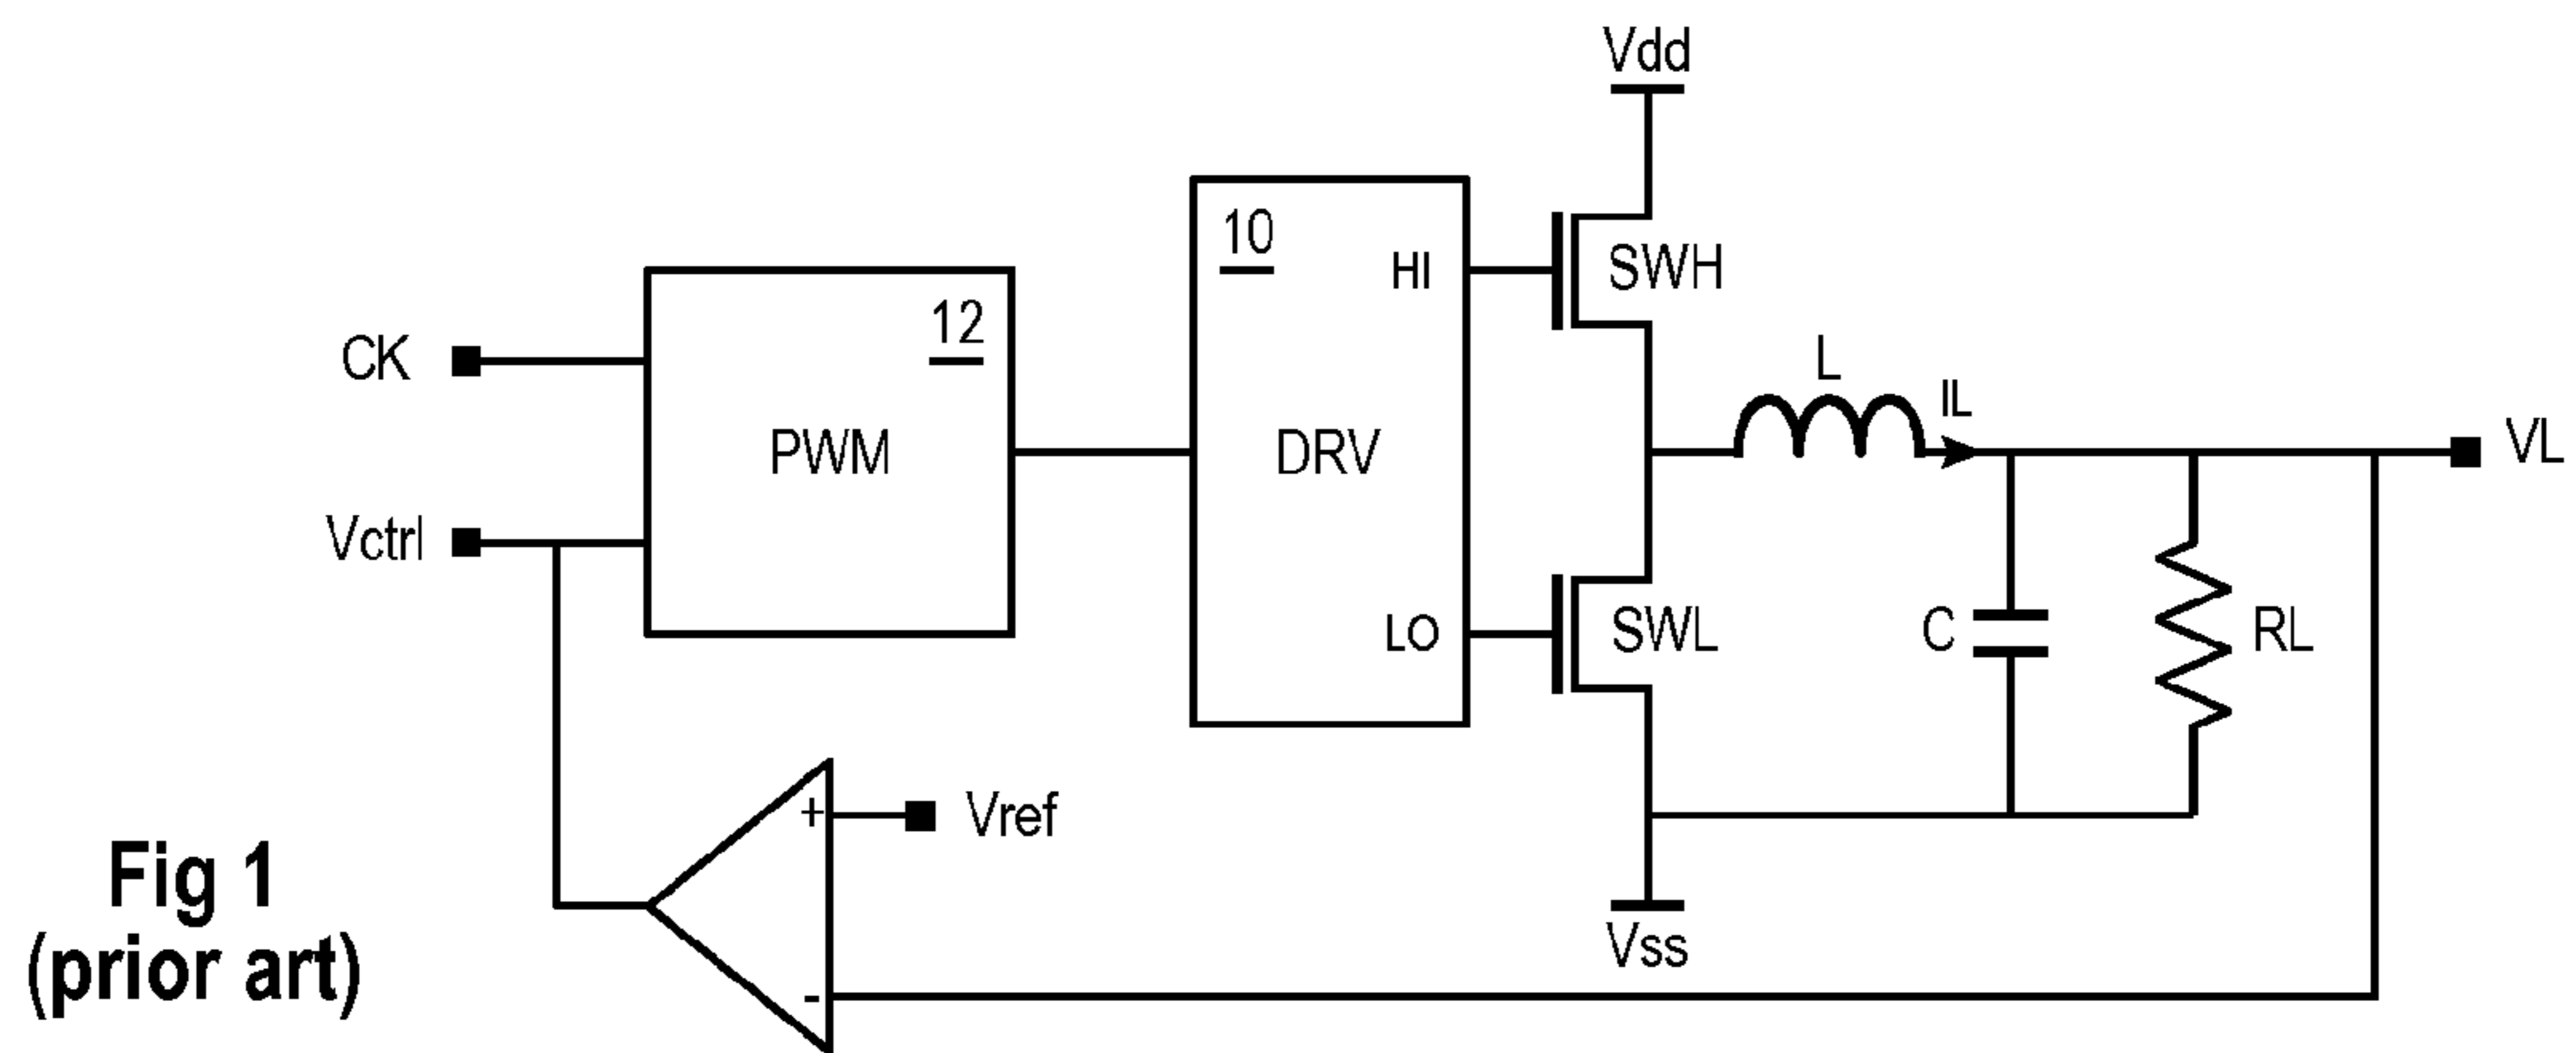 Vdd
10
HI
SWH
12
CK
L
IL
PWM
DRV
VL
Vctrl
LO
SWL
C
RL
+
Vref
Fig 1
(prior art)
Vss
-